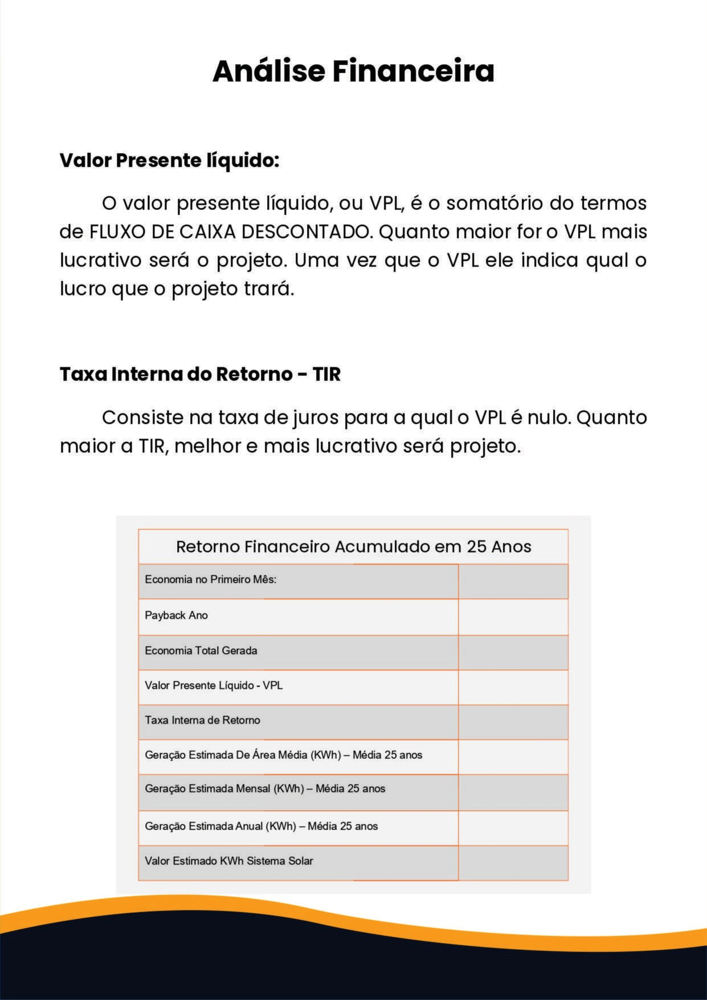 Análise Financeira
Valor Presente líquido:
O valor presente líquido, ou VPL, é o somatório do termos
de FLUXO DE CAIXA DESCONTADO. Quanto maior for o VPL mais
lucrativo será o projeto. Uma vez que o VPL ele indica qual o
lucro que o projeto trará.
Taxa Interna do Retorno - TIR
Consiste na taxa de juros para a qual o VPL é nulo. Quanto
maior a TIR, melhor e mais lucrativo será projeto.
Retorno Financeiro Acumulado em 25 Anos
Economia no Primeiro Mês:
Payback Ano
Economia Total Gerada
Valor Presente Líquido - VPL
Taxa Interna de Retorno
Geração Estimada De Área Média (KWh) – Média 25 anos
Geração Estimada Mensal (KWh) – Média 25 anos
Geração Estimada Anual (KWh) – Média 25 anos
Valor Estimado KWh Sistema Solar